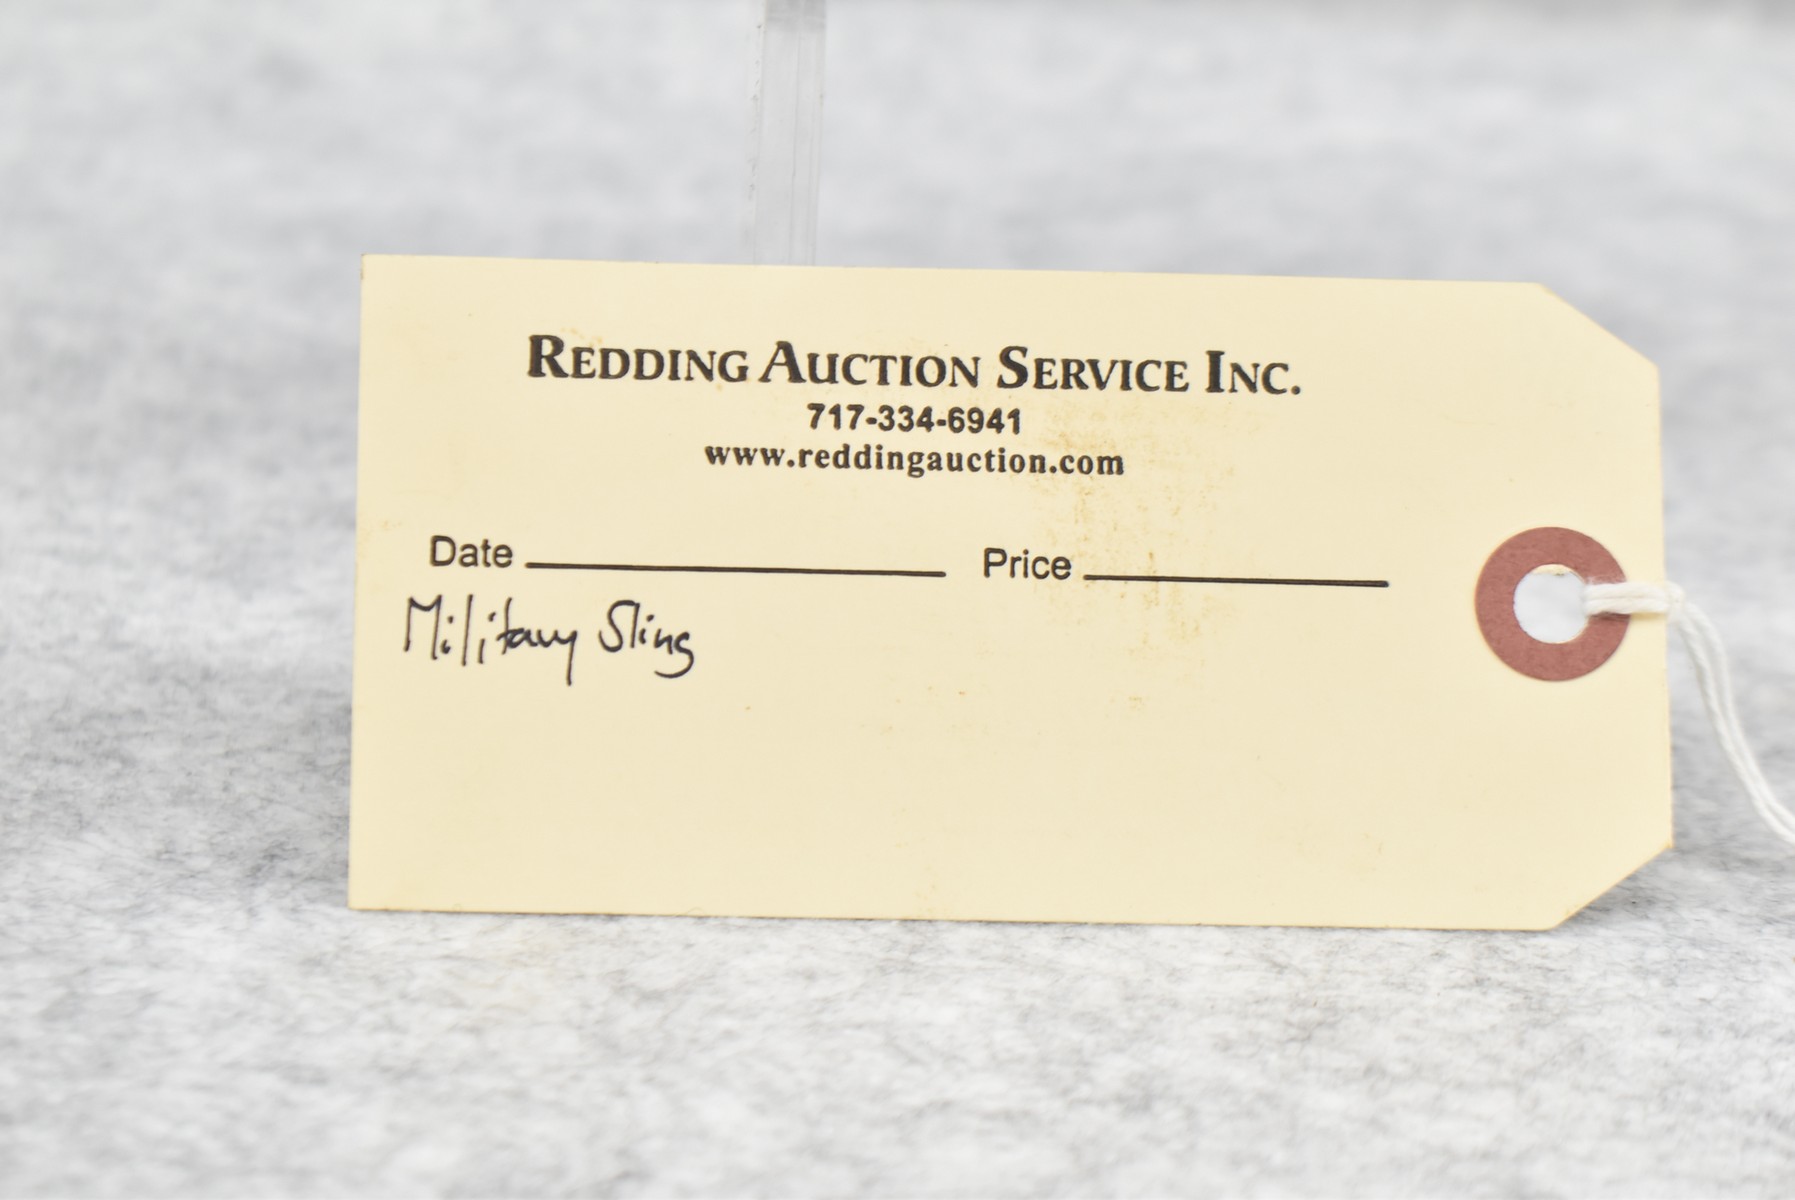 REDDING AUCTION SERVICE INC.
717-334-6941
www.reddingauction.com
Date Price
Military Sling